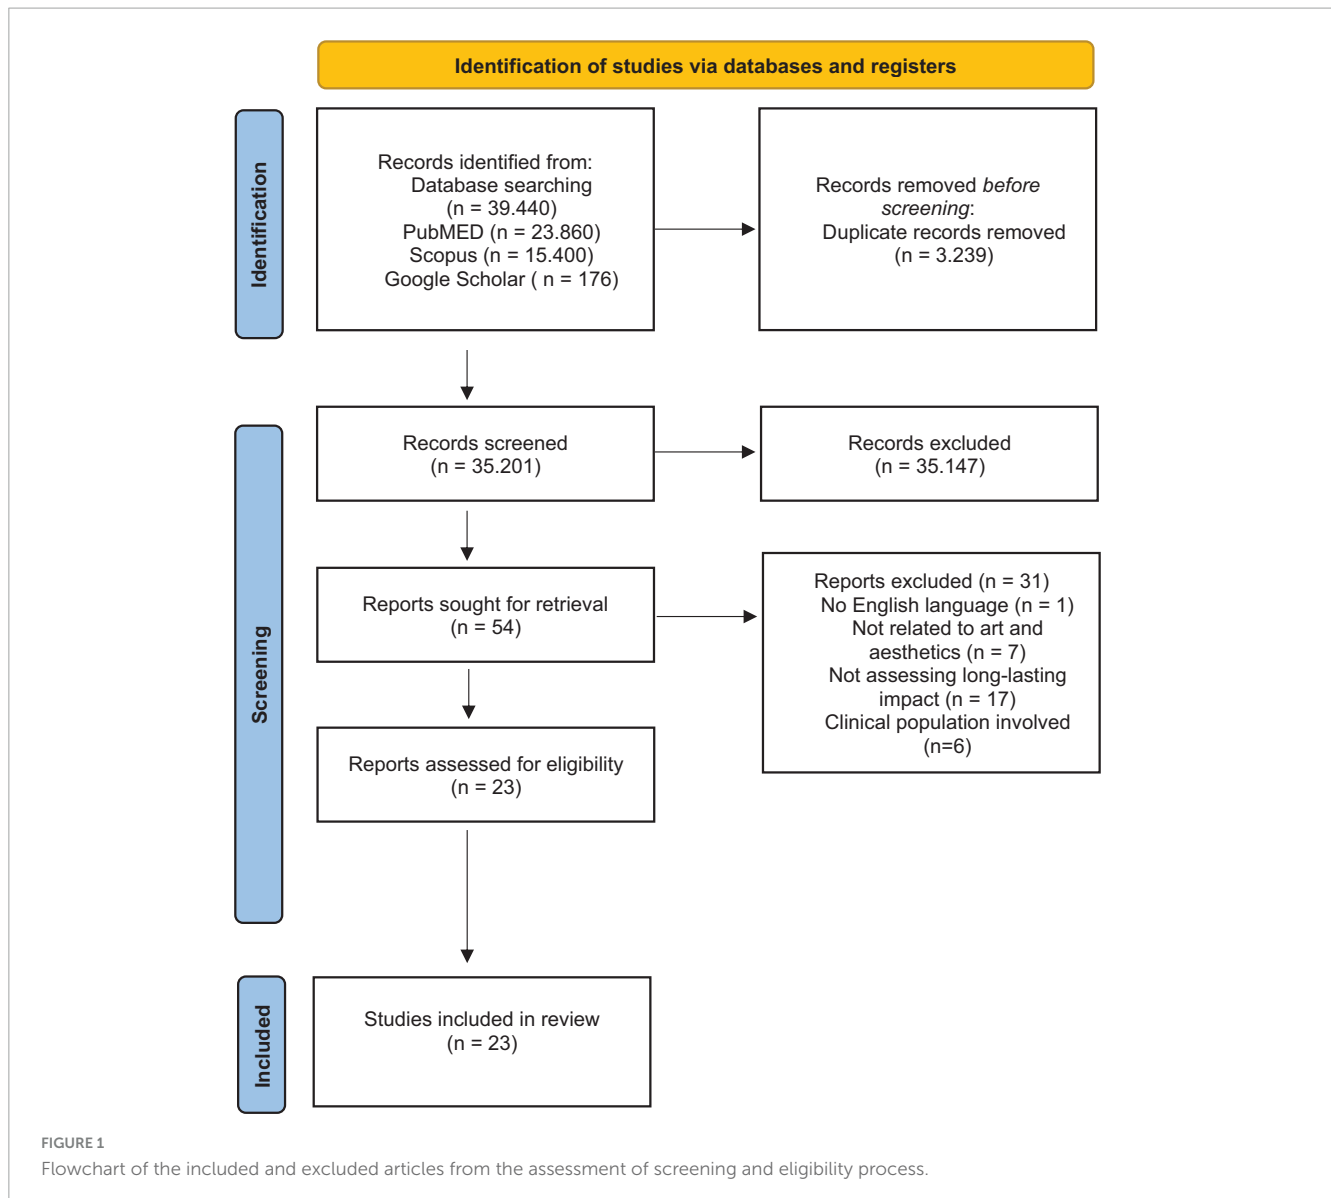 Identification of studies via databases and registers
Identification
Records identified from:
Database searching
(n = 39.440)
PubMED (n = 23.860)
Scopus (n = 15.400)
Google Scholar ( n = 176)
Records removed before
screening:
Duplicate records removed
(n = 3.239)
Screening
Records screened
(n = 35.201)
Records excluded
(n = 35.147)
Reports sought for retrieval
(n = 54)
Reports excluded (n = 31)
No English language (n = 1)
Not related to art and
aesthetics (n = 7)
Not assessing long-lasting
impact (n = 17)
Clinical population involved
(n=6)
Reports assessed for eligibility
(n = 23)
Included
Studies included in review
(n = 23)
FIGURE 1
Flowchart of the included and excluded articles from the assessment of screening and eligibility process.